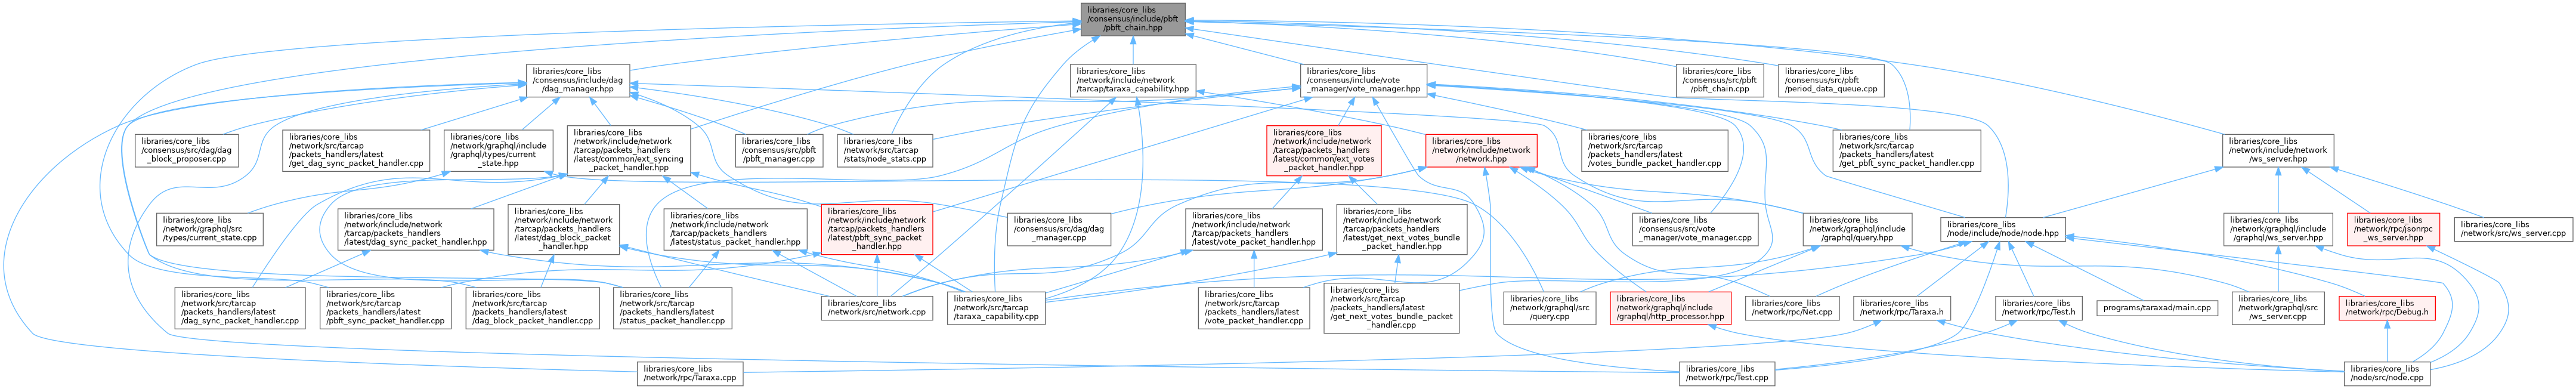 libraries/core_libs
/consensus/include/pbft
/pbft_chain.hpp
libraries/core_libs
/consensus/include/dag
/dag_manager.hpp
libraries/core_libs
/network/include/network
/tarcap/taraxa_capability.hpp
libraries/core_libs
/consensus/include/vote
_manager/vote_manager.hpp
libraries/core_libs
/consensus/src/pbft
/pbft_chain.cpp
libraries/core_libs
/consensus/src/pbft
/period_data_queue.cpp
libraries/core_libs
/consensus/src/dag/dag
_block_proposer.cpp
libraries/core_libs
/network/src/tarcap
/packets_handlers/latest
/get_dag_sync_packet_handler.cpp
libraries/core_libs
/network/graphql/include
/graphql/types/current
_state.hpp
libraries/core_libs
/network/include/network
/tarcap/packets_handlers
/latest/common/ext_syncing
_packet_handler.hpp
libraries/core_libs
/consensus/src/pbft
/pbft_manager.cpp
libraries/core_libs
/network/src/tarcap
/stats/node_stats.cpp
libraries/core_libs
/network/include/network
/tarcap/packets_handlers
/latest/common/ext_votes
_packet_handler.hpp
libraries/core_libs
/network/include/network
/network.hpp
libraries/core_libs
/network/src/tarcap
/packets_handlers/latest
/votes_bundle_packet_handler.cpp
libraries/core_libs
/network/src/tarcap
/packets_handlers/latest
/get_pbft_sync_packet_handler.cpp
libraries/core_libs
/network/include/network
/ws_server.hpp
libraries/core_libs
/network/graphql/src
/types/current_state.cpp
libraries/core_libs
/network/include/network
/tarcap/packets_handlers
/latest/dag_sync_packet_handler.hpp
libraries/core_libs
/network/include/network
/tarcap/packets_handlers
/latest/dag_block_packet
_handler.hpp
libraries/core_libs
/network/include/network
/tarcap/packets_handlers
/latest/status_packet_handler.hpp
libraries/core_libs
/network/include/network
/tarcap/packets_handlers
/latest/pbft_sync_packet
_handler.hpp
libraries/core_libs
/consensus/src/dag/dag
_manager.cpp
libraries/core_libs
/network/include/network
/tarcap/packets_handlers
/latest/vote_packet_handler.hpp
libraries/core_libs
/network/include/network
/tarcap/packets_handlers
/latest/get_next_votes_bundle
_packet_handler.hpp
libraries/core_libs
/consensus/src/vote
_manager/vote_manager.cpp
libraries/core_libs
/network/graphql/include
/graphql/query.hpp
libraries/core_libs
/node/include/node/node.hpp
libraries/core_libs
/network/graphql/include
/graphql/ws_server.hpp
libraries/core_libs
/network/rpc/jsonrpc
_ws_server.hpp
libraries/core_libs
/network/src/ws_server.cpp
libraries/core_libs
/network/src/tarcap
/packets_handlers/latest
/dag_sync_packet_handler.cpp
libraries/core_libs
/network/src/tarcap
/packets_handlers/latest
/pbft_sync_packet_handler.cpp
libraries/core_libs
/network/src/tarcap
/packets_handlers/latest
/dag_block_packet_handler.cpp
libraries/core_libs
/network/src/tarcap
/packets_handlers/latest
/status_packet_handler.cpp
libraries/core_libs
/network/src/network.cpp
libraries/core_libs
/network/src/tarcap
/taraxa_capability.cpp
libraries/core_libs
/network/src/tarcap
/packets_handlers/latest
/vote_packet_handler.cpp
libraries/core_libs
/network/src/tarcap
/packets_handlers/latest
/get_next_votes_bundle_packet
_handler.cpp
libraries/core_libs
/network/graphql/src
/query.cpp
libraries/core_libs
/network/graphql/include
/graphql/http_processor.hpp
libraries/core_libs
/network/rpc/Net.cpp
libraries/core_libs
/network/rpc/Taraxa.h
libraries/core_libs
/network/rpc/Test.h
programs/taraxad/main.cpp
libraries/core_libs
/network/graphql/src
/ws_server.cpp
libraries/core_libs
/network/rpc/Debug.h
libraries/core_libs
/network/rpc/Taraxa.cpp
libraries/core_libs
/network/rpc/Test.cpp
libraries/core_libs
/node/src/node.cpp